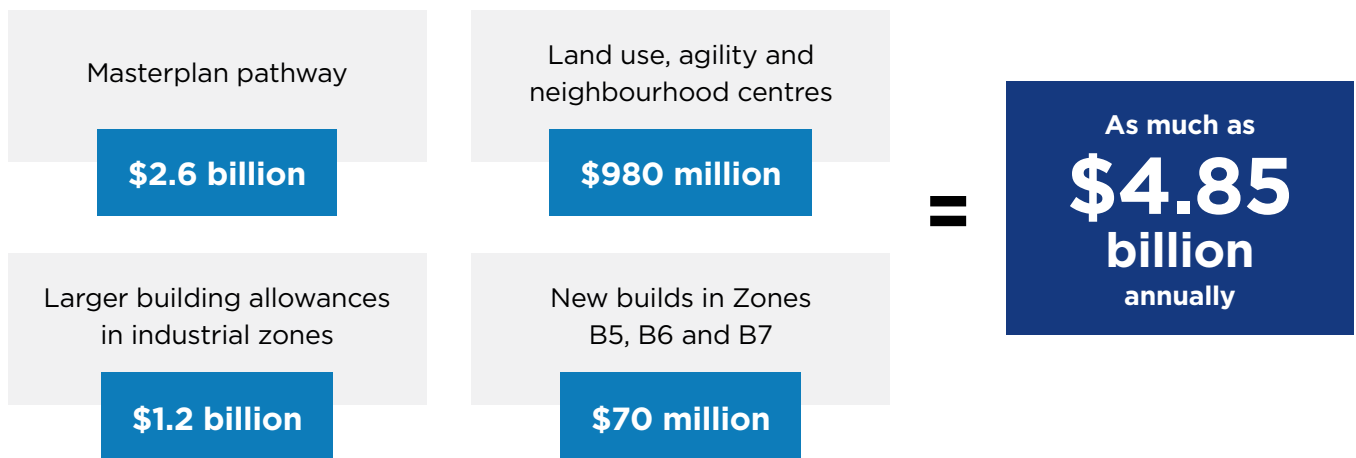 Masterplan pathway
$2.6 billion
Land use, agility and
neighbourhood centres
$980 million
Larger building allowances
in industrial zones
$1.2 billion
New builds in Zones
B5, B6 and B7
$70 million
=
As much as
$4.85
billion
annually